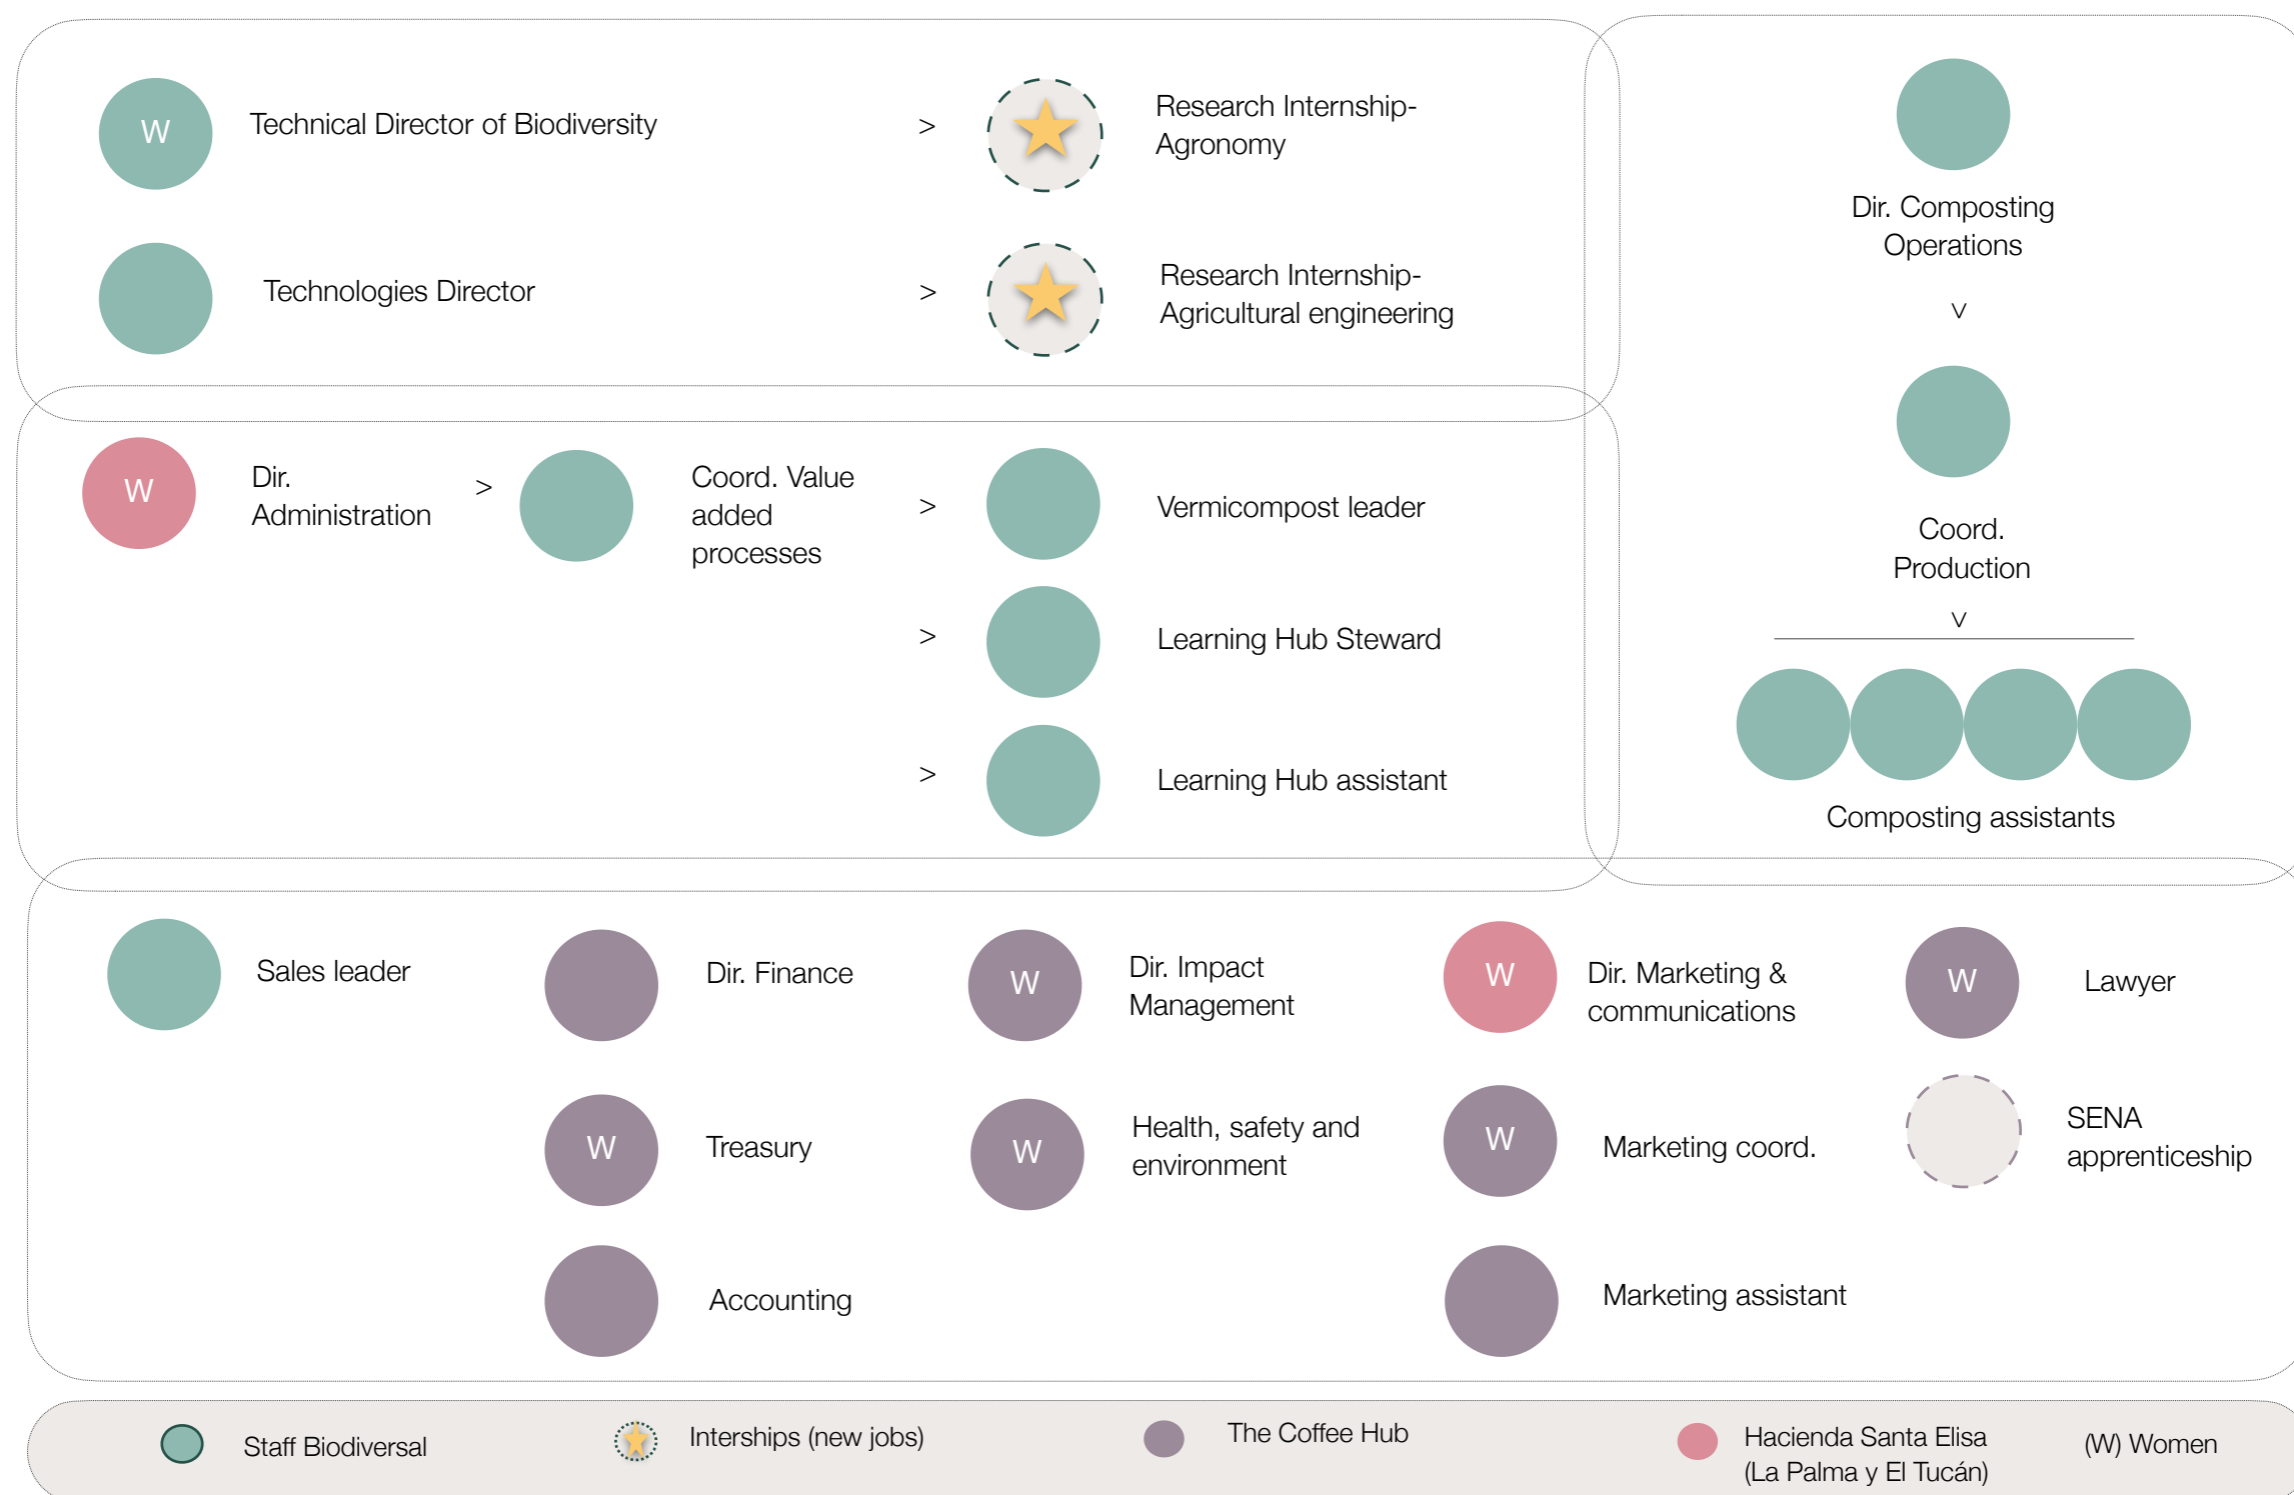 W
Technical Director of Biodiversity
>
Research Internship-
Agronomy
Technologies Director
>
Research Internship-
Agricultural engineering
Dir. Composting
Operations
>
Coord.
Production
>
Composting assistants
W
Dir.
Administration
>
Coord. Value
added
processes
>
Vermicompost leader
>
Learning Hub Steward
>
Learning Hub assistant
Sales leader
Dir. Finance
W
Treasury
Accounting
W
Dir. Impact
Management
W
Health, safety and
environment
W
Dir. Marketing &
communications
W
Marketing coord.
Marketing assistant
W
Lawyer
SENA
apprenticeship
Staff Biodiversal
Interships (new jobs)
The Coffee Hub
Hacienda Santa Elisa
(La Palma y El Tucán)
(W) Women